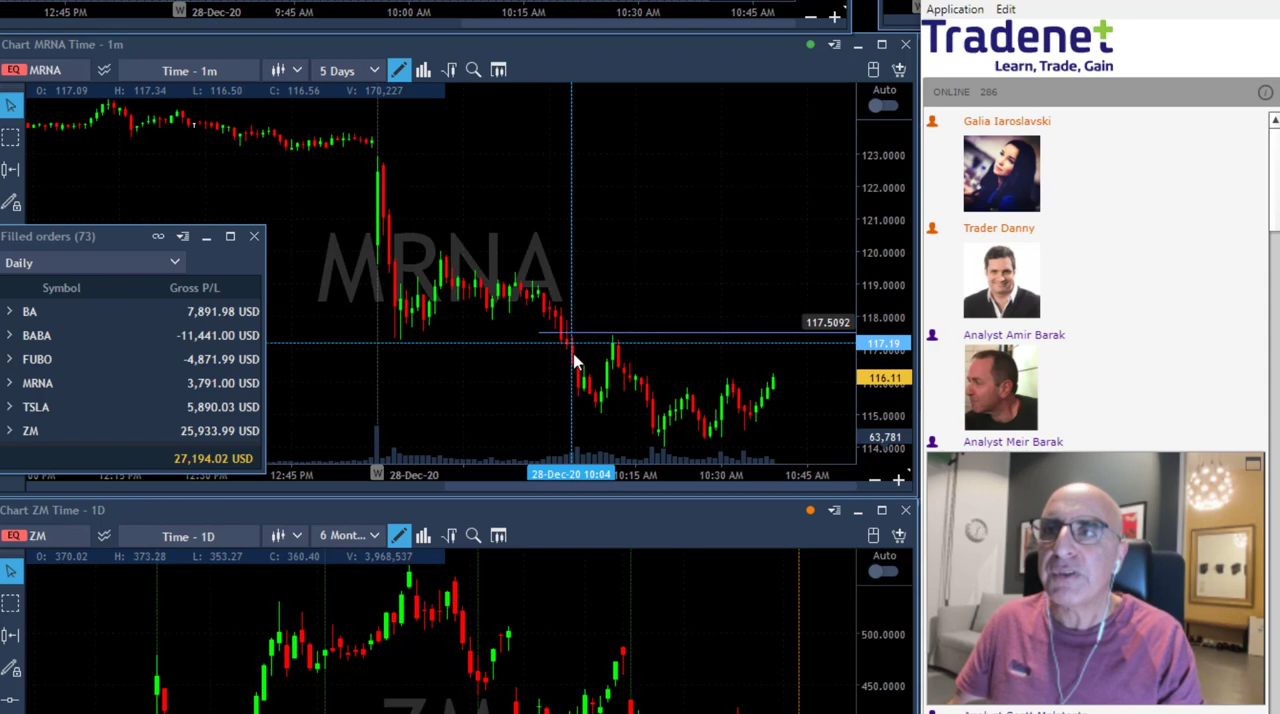 12:45 PM W 28-Dec-20 9:45 AM 10:00 AM 10:15 AM 10:30 AM 10:45 AM
Application Edit
Tradenet
Learn, Trade, Gain
Chart MRNA Time - 1m
EQ MRNA Time - 1m 5 Days
O: 117.09 H: 117.34 L: 116.50 C: 116.56 V: 170,227
Auto
ONLINE 286
Galia Iaroslavski
Trader Danny
Analyst Amir Barak
Analyst Meir Barak
MRNA
123.0000
122.0000
121.0000
120.0000
119.0000
118.0000
117.5092
117.19
116.11
115.0000
63,781
114.0000
Filled orders (73)
Daily
Symbol Gross P/L
BA 7,891.98 USD
BABA -11,441.00 USD
FUBO -4,871.99 USD
MRNA 3,791.00 USD
TSLA 5,890.03 USD
ZM 25,933.99 USD
27,194.02 USD
12:45 PM W 28-Dec-20 28-Dec-20 10:04 10:15 AM 10:30 AM 10:45 AM
Chart ZM Time - 1D
EQ ZM Time - 1D 6 Mont...
O: 370.02 H: 373.28 L: 353.27 C: 360.40 V: 3,968,537
Auto
500.0000
450.0000
ZM